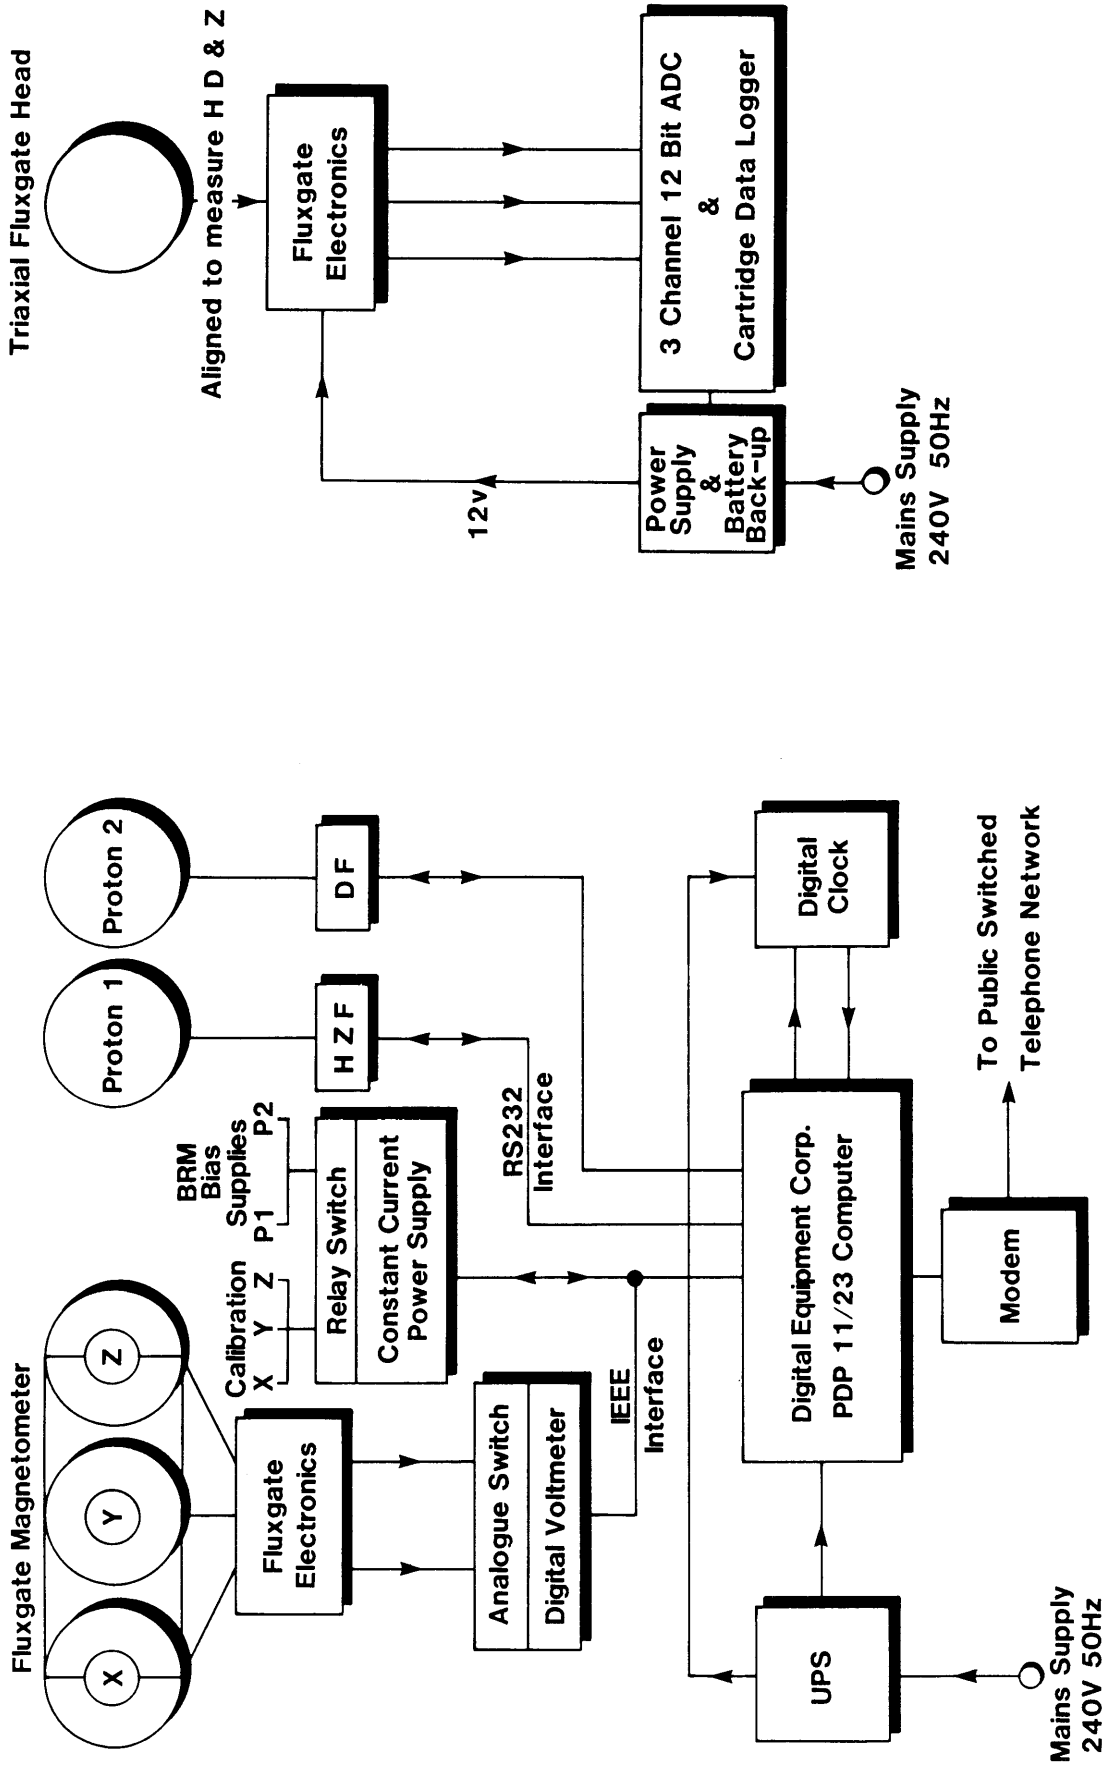 Fluxgate Magnetometer
X
Y
Z
Proton 1
Proton 2
Fluxgate
Electronics
Calibration
X Y Z
BRM
Bias
Supplies
P1 P2
Relay Switch
Constant Current
Power Supply
H Z F
D F
Analogue Switch
Digital Voltmeter
IEEE
Interface
RS232
Interface
UPS
Digital Equipment Corp.
PDP 11/23 Computer
Digital
Clock
Modem
To Public Switched
Telephone Network
Mains Supply
240V 50Hz
Triaxial Fluxgate Head
Aligned to measure H D & Z
Fluxgate
Electronics
12v
Power
Supply
&
Battery
Back-up
3 Channel 12 Bit ADC
&
Cartridge Data Logger
Mains Supply
240V 50Hz